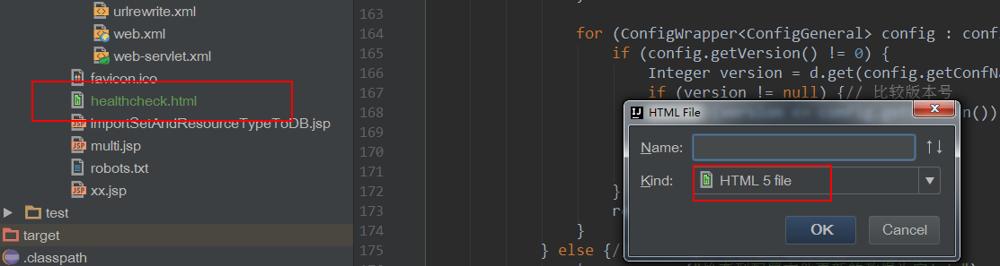 urlrewrite.xml
web.xml
web-servlet.xml
favicon.ico
healthcheck.html
importSetAndResourceTypeToDB.jsp
multi.jsp
robots.txt
xx.jsp
test
target
.classpath
163
164 for (ConfigWrapper<ConfigGeneral> config : conf
165 if (config.getVersion() != 0) {
166 Integer version = d.get(config.getConfNa
167 if (version != null) {// 比较版本号
168
169
170
171
172 }
173 re
174 }
175 } else {/
176
HTML File
Name:
Kind: HTML 5 file
OK Cancel